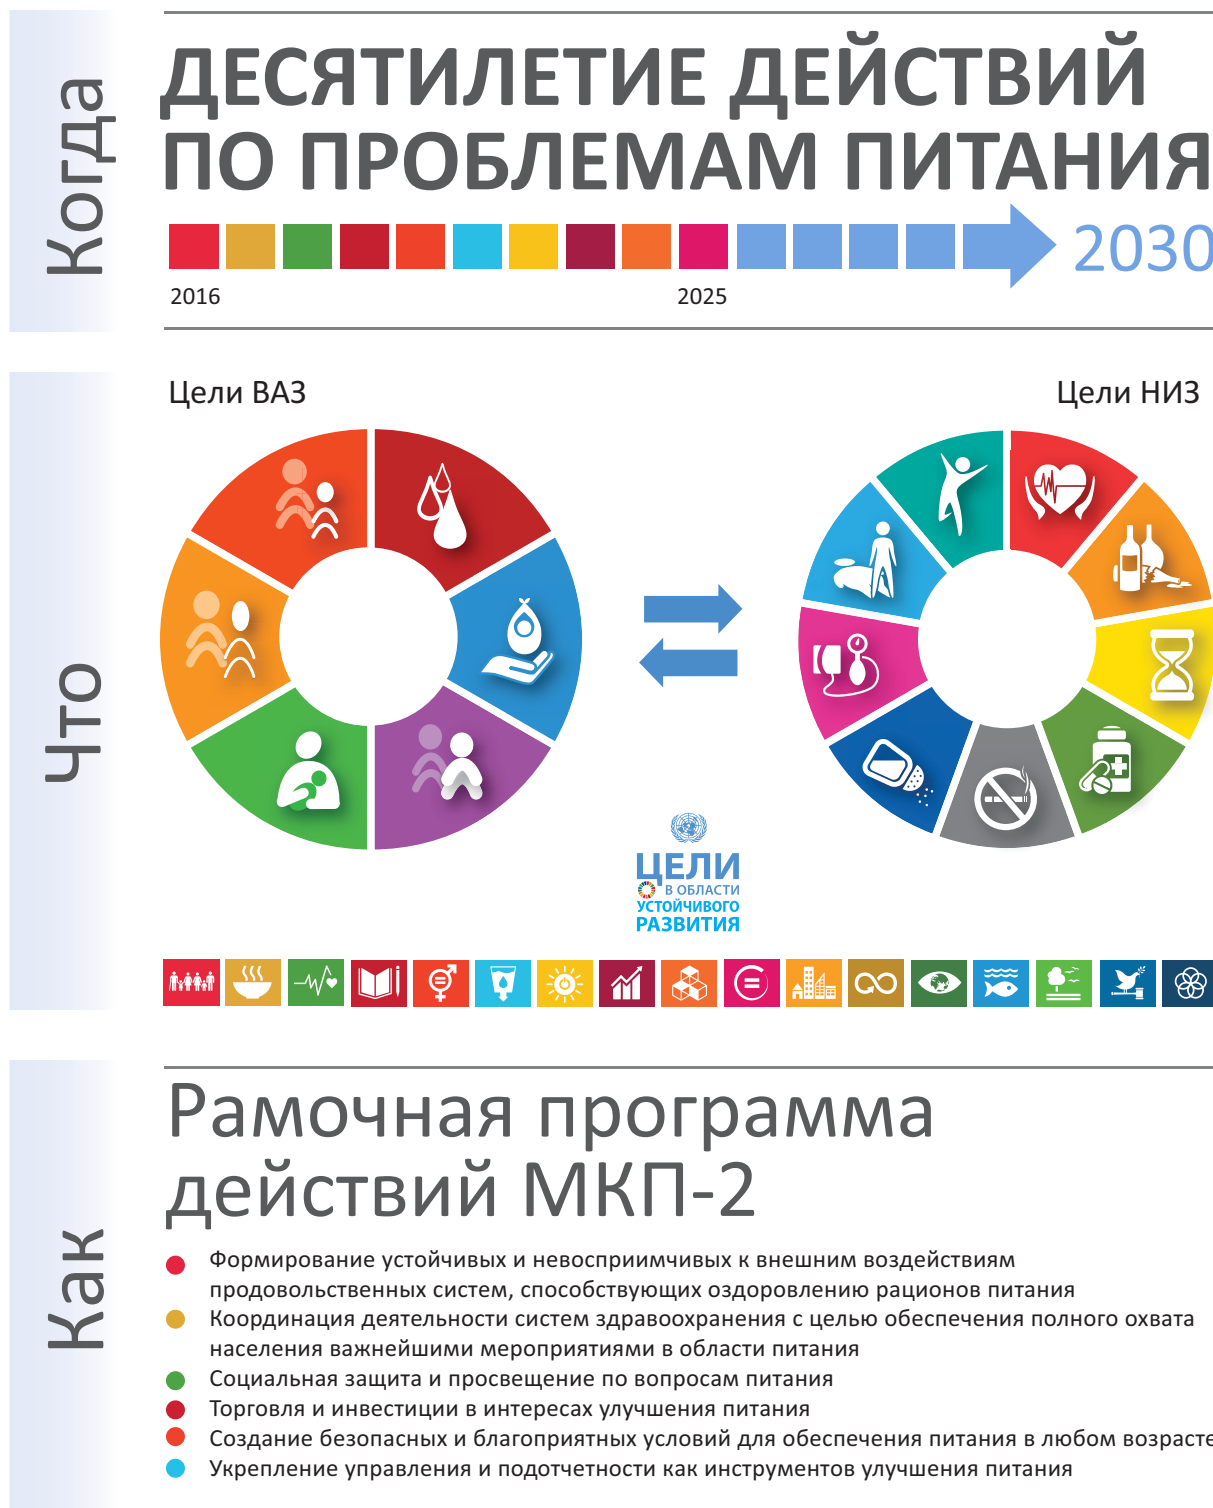 Когда
ДЕСЯТИЛЕТИЕ ДЕЙСТВИЙ
ПО ПРОБЛЕМАМ ПИТАНИЯ
2030
2016
2025
Что
Цели ВАЗ
Цели НИЗ
ЦЕЛИ
В ОБЛАСТИ
УСТОЙЧИВОГО
РАЗВИТИЯ
Как
Рамочная программа
действий МКП-2
Формирование устойчивых и невосприимчивых к внешним воздействиям
продовольственных систем, способствующих оздоровлению рационов питания
Координация деятельности систем здравоохранения с целью обеспечения полного охвата
населения важнейшими мероприятиями в области питания
Социальная защита и просвещение по вопросам питания
Торговля и инвестиции в интересах улучшения питания
Создание безопасных и благоприятных условий для обеспечения питания в любом возрасте
Укрепление управления и подотчетности как инструментов улучшения питания